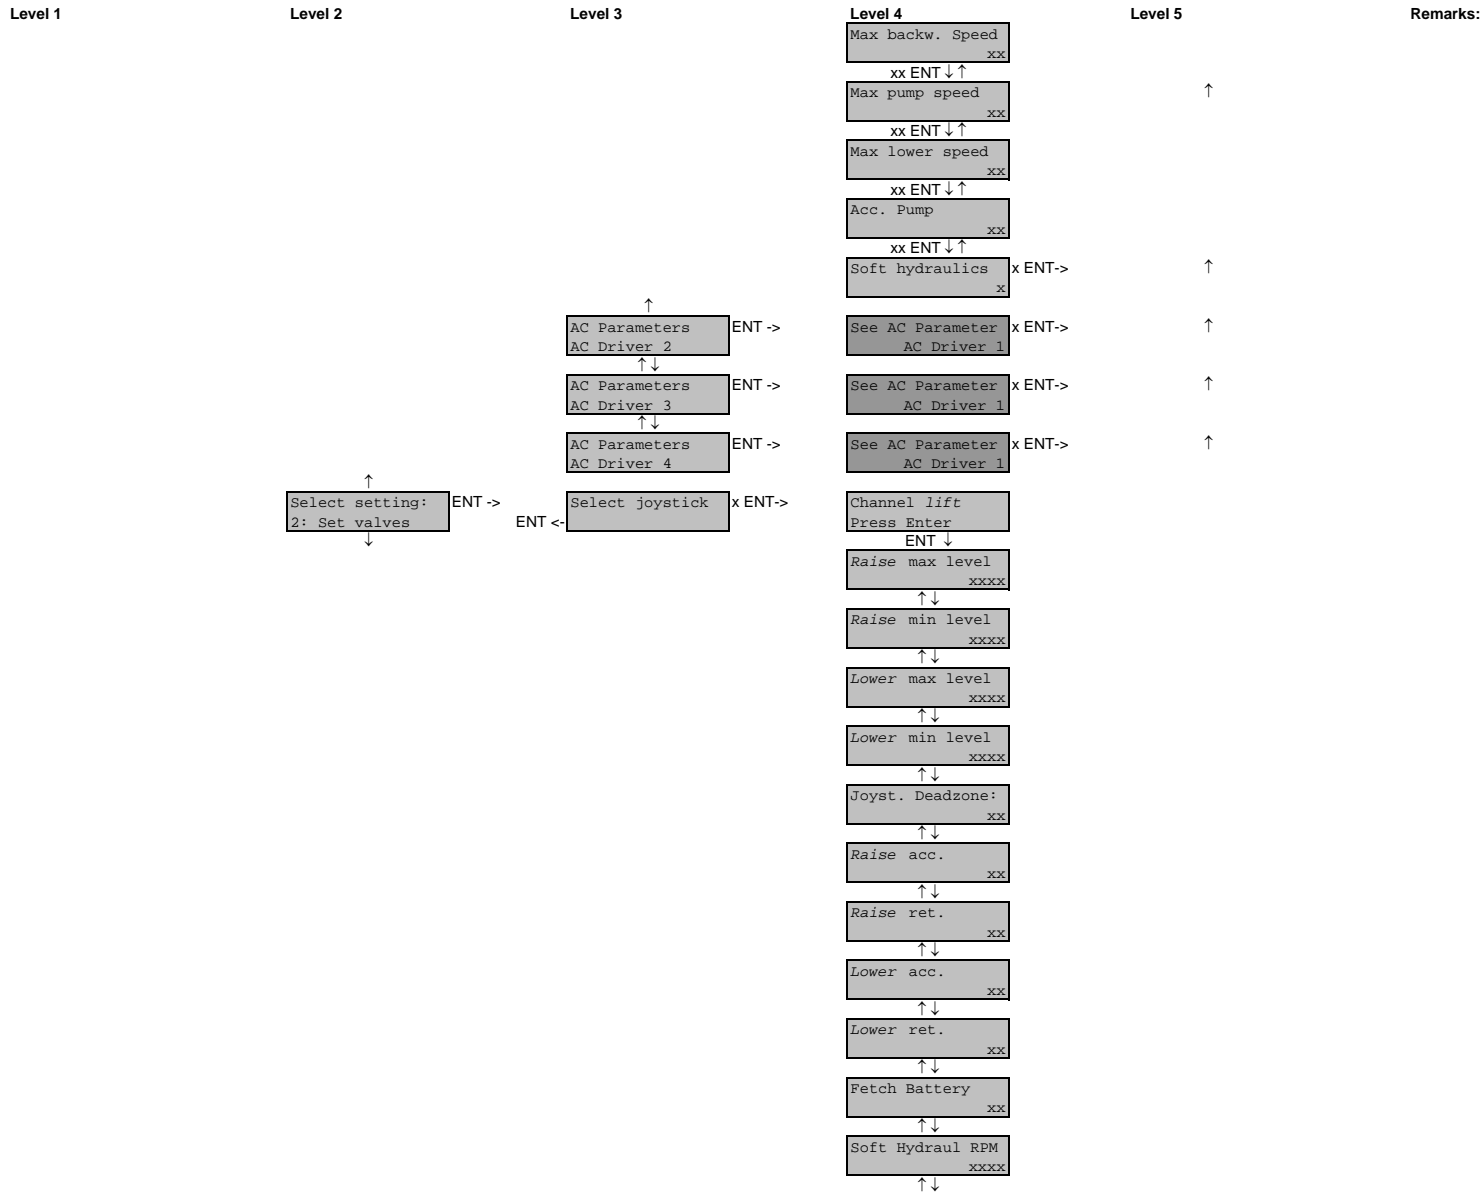 Level 1 Level 2 Level 3 Level 4 Level 5 Remarks:
Max backw. Speed
xx
xx ENT ↓ ↑
Max pump speed ↑
xx
xx ENT ↓ ↑
Max lower speed
xx
xx ENT ↓ ↑
Acc. Pump
xx
xx ENT ↓ ↑
Soft hydraulics x ENT-> ↑
x
↑
AC Parameters ENT -> See AC Parameter x ENT-> ↑
AC Driver 2 AC Driver 1
↑ ↓
AC Parameters ENT -> See AC Parameter x ENT-> ↑
AC Driver 3 AC Driver 1
↑ ↓
AC Parameters ENT -> See AC Parameter x ENT-> ↑
AC Driver 4 AC Driver 1
↑
Select setting: ENT -> Select joystick x ENT-> Channel lift
2: Set valves ENT <- Press Enter
↓ ENT ↓
Raise max level
xxxx
↑ ↓
Raise min level
xxxx
↑ ↓
Lower max level
xxxx
↑ ↓
Lower min level
xxxx
↑ ↓
Joyst. Deadzone:
xx
↑ ↓
Raise acc.
xx
↑ ↓
Raise ret.
xx
↑ ↓
Lower acc.
xx
↑ ↓
Lower ret.
xx
↑ ↓
Fetch Battery
xx
↑ ↓
Soft Hydraul RPM
xxxx
↑ ↓